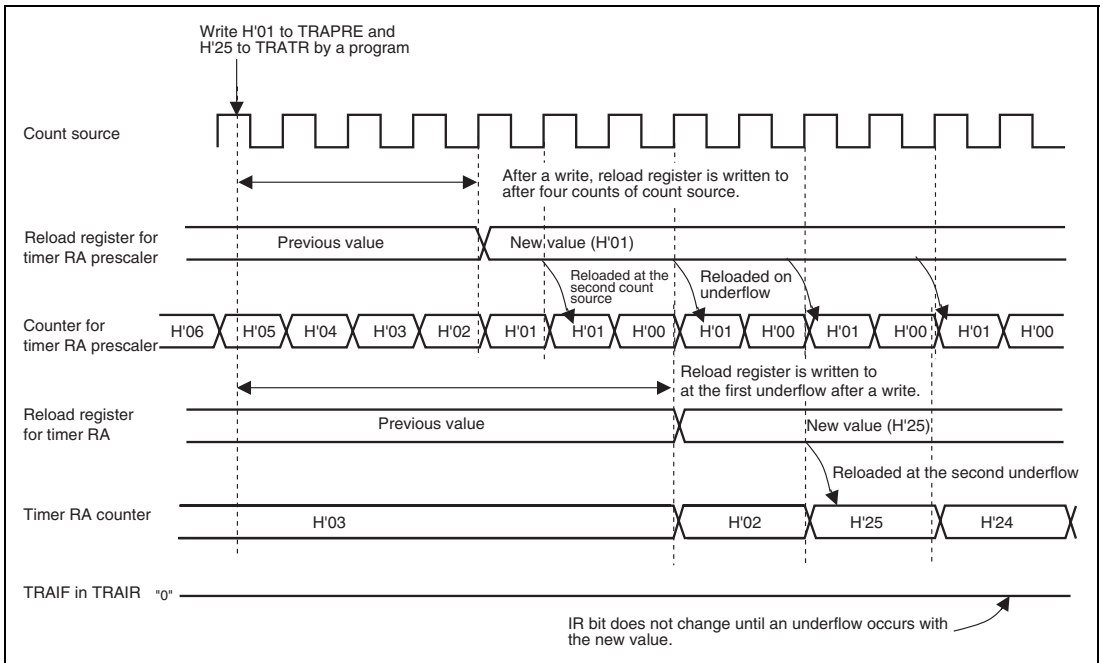 Write H'01 to TRAPRE and
H'25 to TRATR by a program
Count source
After a write, reload register is written to
after four counts of count source.
Reload register for
timer RA prescaler
Previous value
New value (H'01)
Reloaded at the
second count
source
Reloaded on
underflow
Counter for
timer RA prescaler
H'06 H'05 H'04 H'03 H'02 H'01 H'01 H'00 H'01 H'00 H'01 H'00 H'01 H'00
Reload register is written to
at the first underflow after a write.
Reload register
for timer RA
Previous value
New value (H'25)
Reloaded at the second underflow
Timer RA counter
H'03 H'02 H'25 H'24
TRAIF in TRAIR "0"
IR bit does not change until an underflow occurs with
the new value.